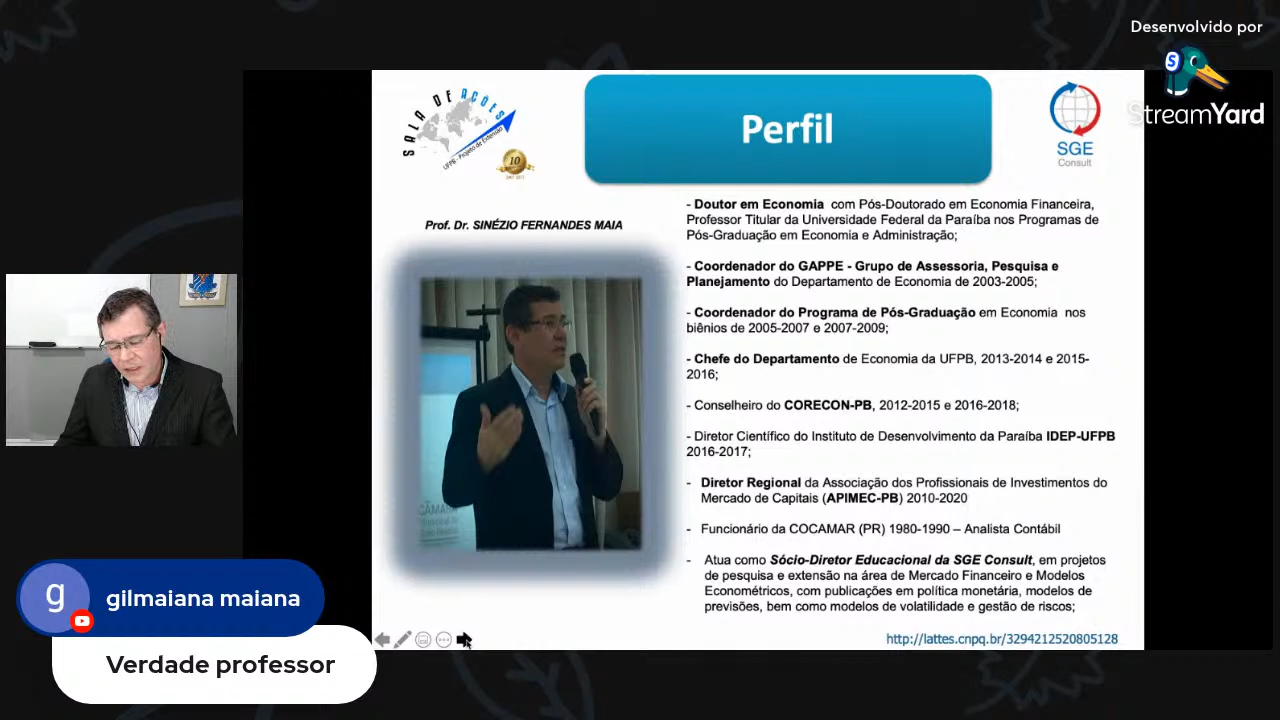 Desenvolvido por
StreamYard
SALA DE AÇÕES
UFPB - Projeto de Extensão
10
Perfil
SGE
Consult
Prof. Dr. SINÉZIO FERNANDES MAIA
- Doutor em Economia com Pós-Doutorado em Economia Financeira,
Professor Titular da Universidade Federal da Paraíba nos Programas de
Pós-Graduação em Economia e Administração;
- Coordenador do GAPPE - Grupo de Assessoria, Pesquisa e
Planejamento do Departamento de Economia de 2003-2005;
- Coordenador do Programa de Pós-Graduação em Economia nos
biênios de 2005-2007 e 2007-2009;
- Chefe do Departamento de Economia da UFPB, 2013-2014 e 2015-
2016;
- Conselheiro do CORECON-PB, 2012-2015 e 2016-2018;
- Diretor Científico do Instituto de Desenvolvimento da Paraíba IDEP-UFPB
2016-2017;
- Diretor Regional da Associação dos Profissionais de Investimentos do
Mercado de Capitais (APIMEC-PB) 2010-2020
- Funcionário da COCAMAR (PR) 1980-1990 – Analista Contábil
- Atua como Sócio-Diretor Educacional da SGE Consult, em projetos
de pesquisa e extensão na área de Mercado Financeiro e Modelos
Econométricos, com publicações em política monetária, modelos de
previsões, bem como modelos de volatilidade e gestão de riscos;
http://lattes.cnpq.br/3294212520805128
g
gilmaiana maiana
Verdade professor